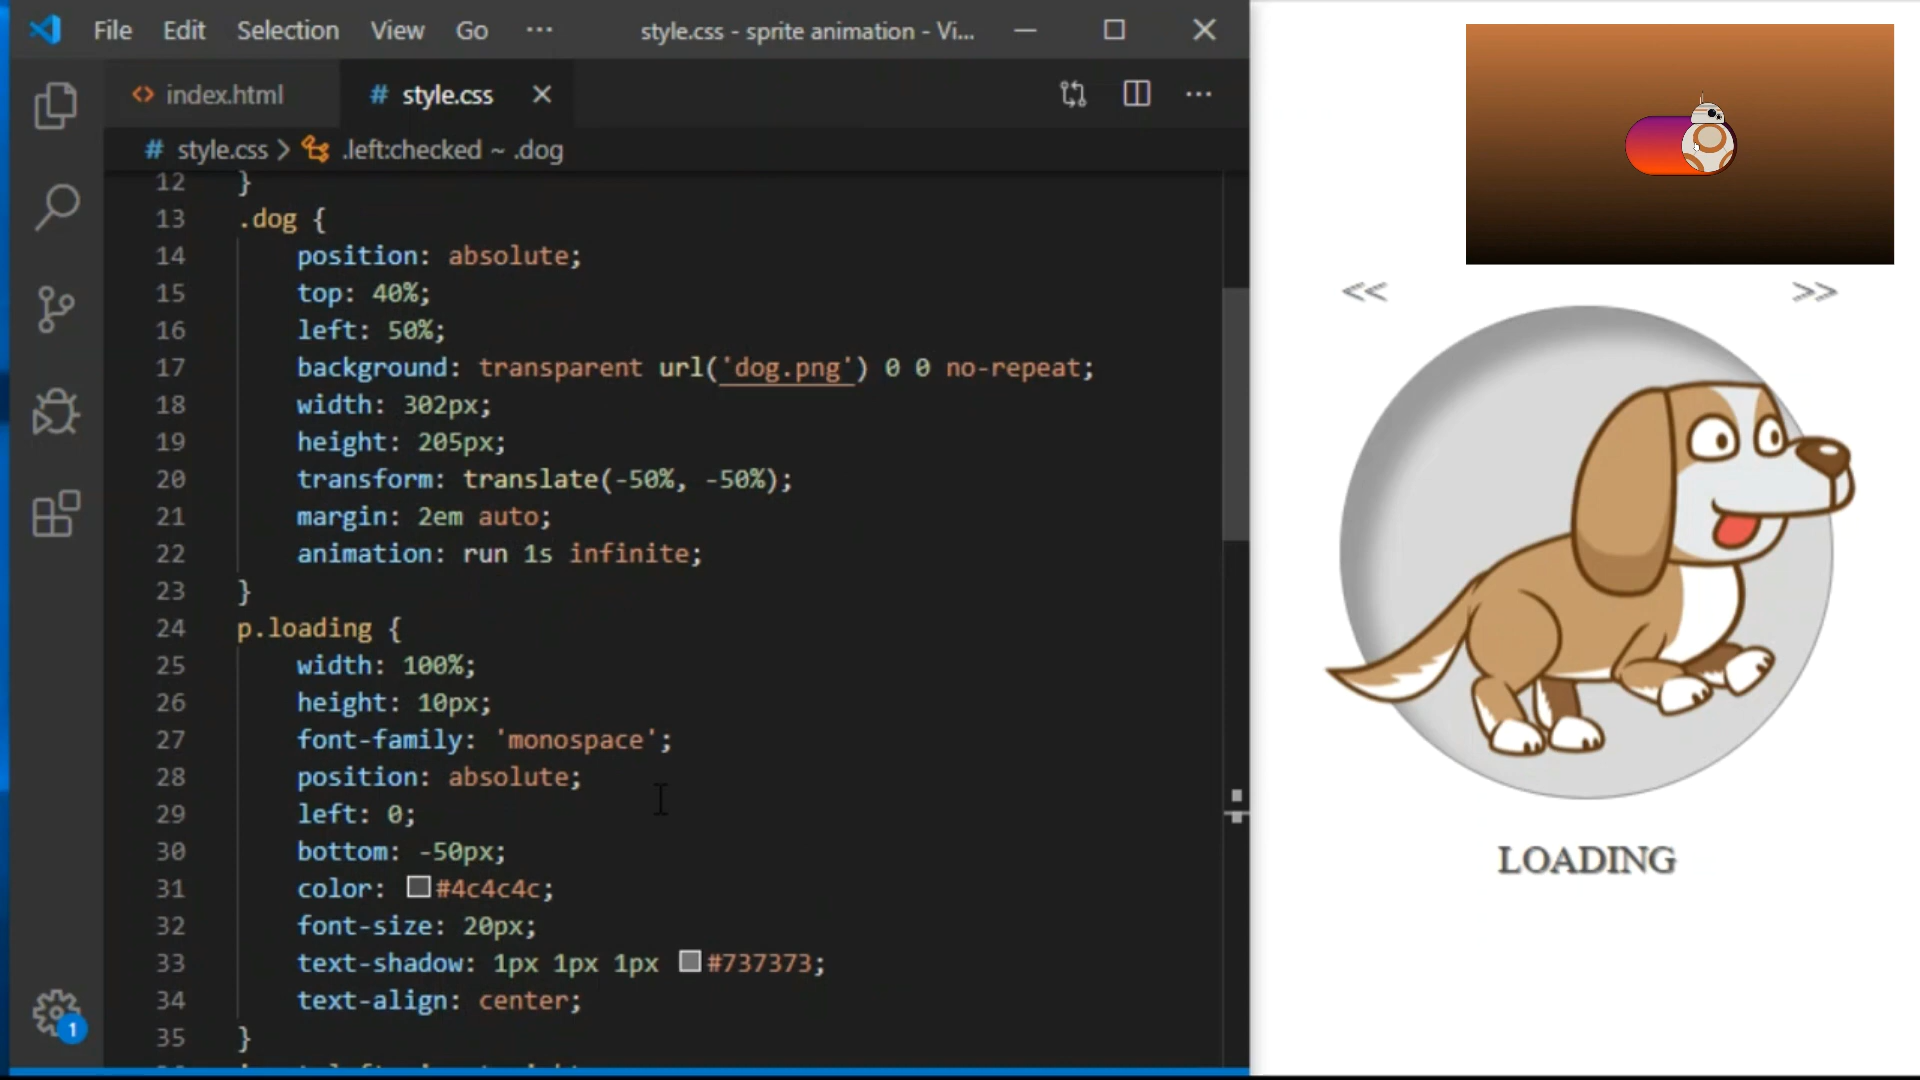 File Edit Selection View Go ···
style.css - sprite animation - Vi...
<> index.html
# style.css
# style.css > .left:checked ~ .dog
12 }
13 .dog {
14 position: absolute;
15 top: 40%;
16 left: 50%;
17 background: transparent url('dog.png') 0 0 no-repeat;
18 width: 302px;
19 height: 205px;
20 transform: translate(-50%, -50%);
21 margin: 2em auto;
22 animation: run 1s infinite;
23 }
24 p.loading {
25 width: 100%;
26 height: 10px;
27 font-family: 'monospace';
28 position: absolute;
29 left: 0;
30 bottom: -50px;
31 color: #4c4c4c;
32 font-size: 20px;
33 text-shadow: 1px 1px 1px #737373;
34 text-align: center;
35 }
1
<< >>
LOADING